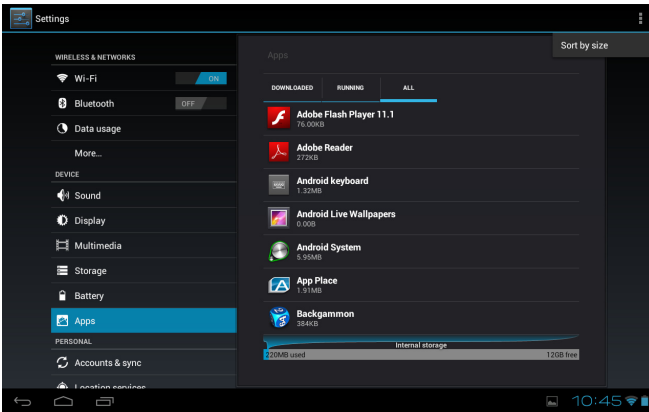 Settings
Sort by size
WIRELESS & NETWORKS
Wi-Fi ON
Bluetooth OFF
Data usage
More...
DEVICE
Sound
Display
Multimedia
Storage
Battery
Apps
PERSONAL
Accounts & sync
Location services
Apps
DOWNLOADED RUNNING ALL
Adobe Flash Player 11.1
76.00KB
Adobe Reader
272KB
Android keyboard
1.32MB
Android Live Wallpapers
0.00B
Android System
5.95MB
App Place
1.91MB
Backgammon
384KB
Internal storage
220MB used 12GB free
10:45